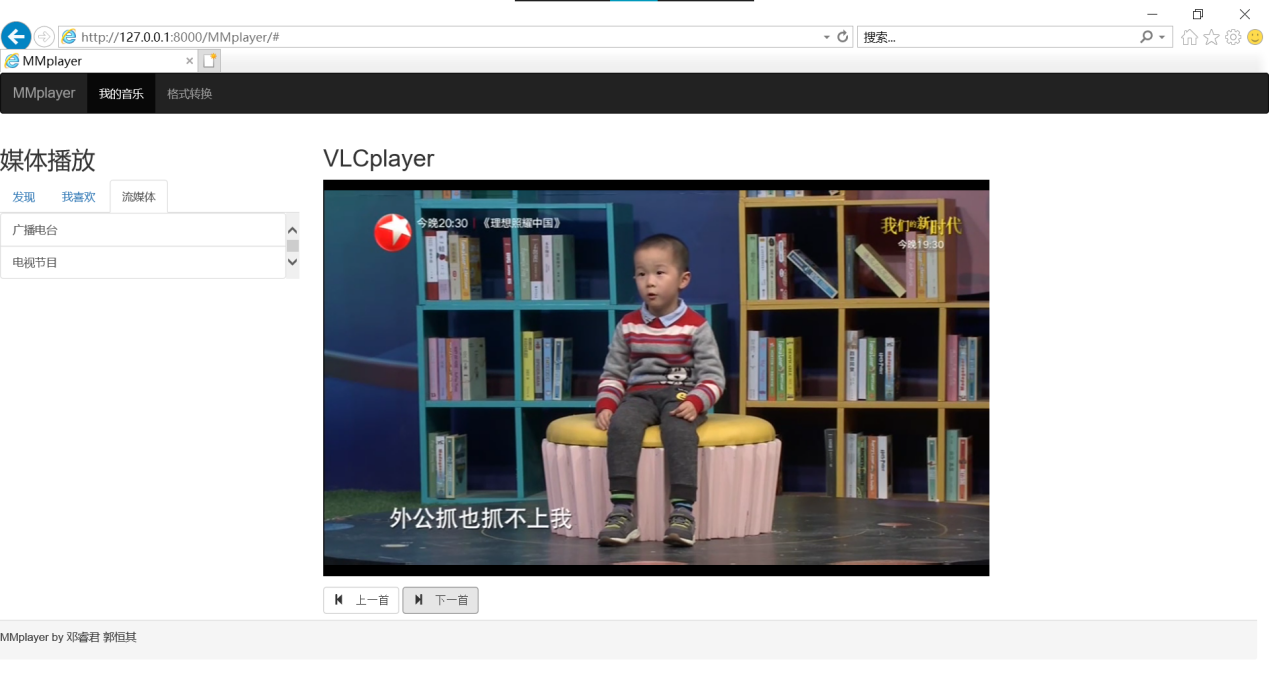 http://127.0.0.1:8000/MMplayer/#
搜索...
MMplayer
MMplayer
我的音乐
格式转换
媒体播放
VLCplayer
发现
我喜欢
流媒体
广播电台
电视节目
今晚20:30
《理想照耀中国》
我们的新时代
今晚19:30
外公抓也抓不上我
上一首
下一首
MMplayer by 邓睿君 郭恒其